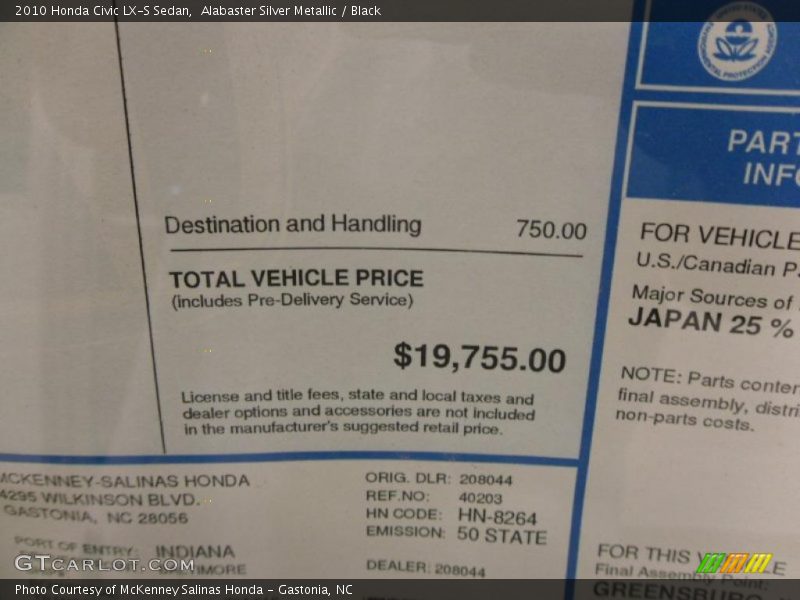 2010 Honda Civic LX-S Sedan, Alabaster Silver Metallic / Black
Destination and Handling 750.00
TOTAL VEHICLE PRICE
(includes Pre-Delivery Service)
$19,755.00
License and title fees, state and local taxes and
dealer options and accessories are not included
in the manufacturer's suggested retail price.
MCKENNEY-SALINAS HONDA
4295 WILKINSON BLVD.
GASTONIA, NC 28056
PORT OF ENTRY: INDIANA
ORIG. DLR: 208044
REF.NO: 40203
HN CODE: HN-8264
EMISSION: 50 STATE
DEALER: 208044
PART
INFO
FOR VEHICLE
U.S./Canadian P
Major Sources of
JAPAN 25 %
NOTE: Parts conten
final assembly, distri
non-parts costs.
FOR THIS
Final Assembly Point:
GREENSBURG
GTCARLOT.COM
Photo Courtesy of McKenney Salinas Honda - Gastonia, NC